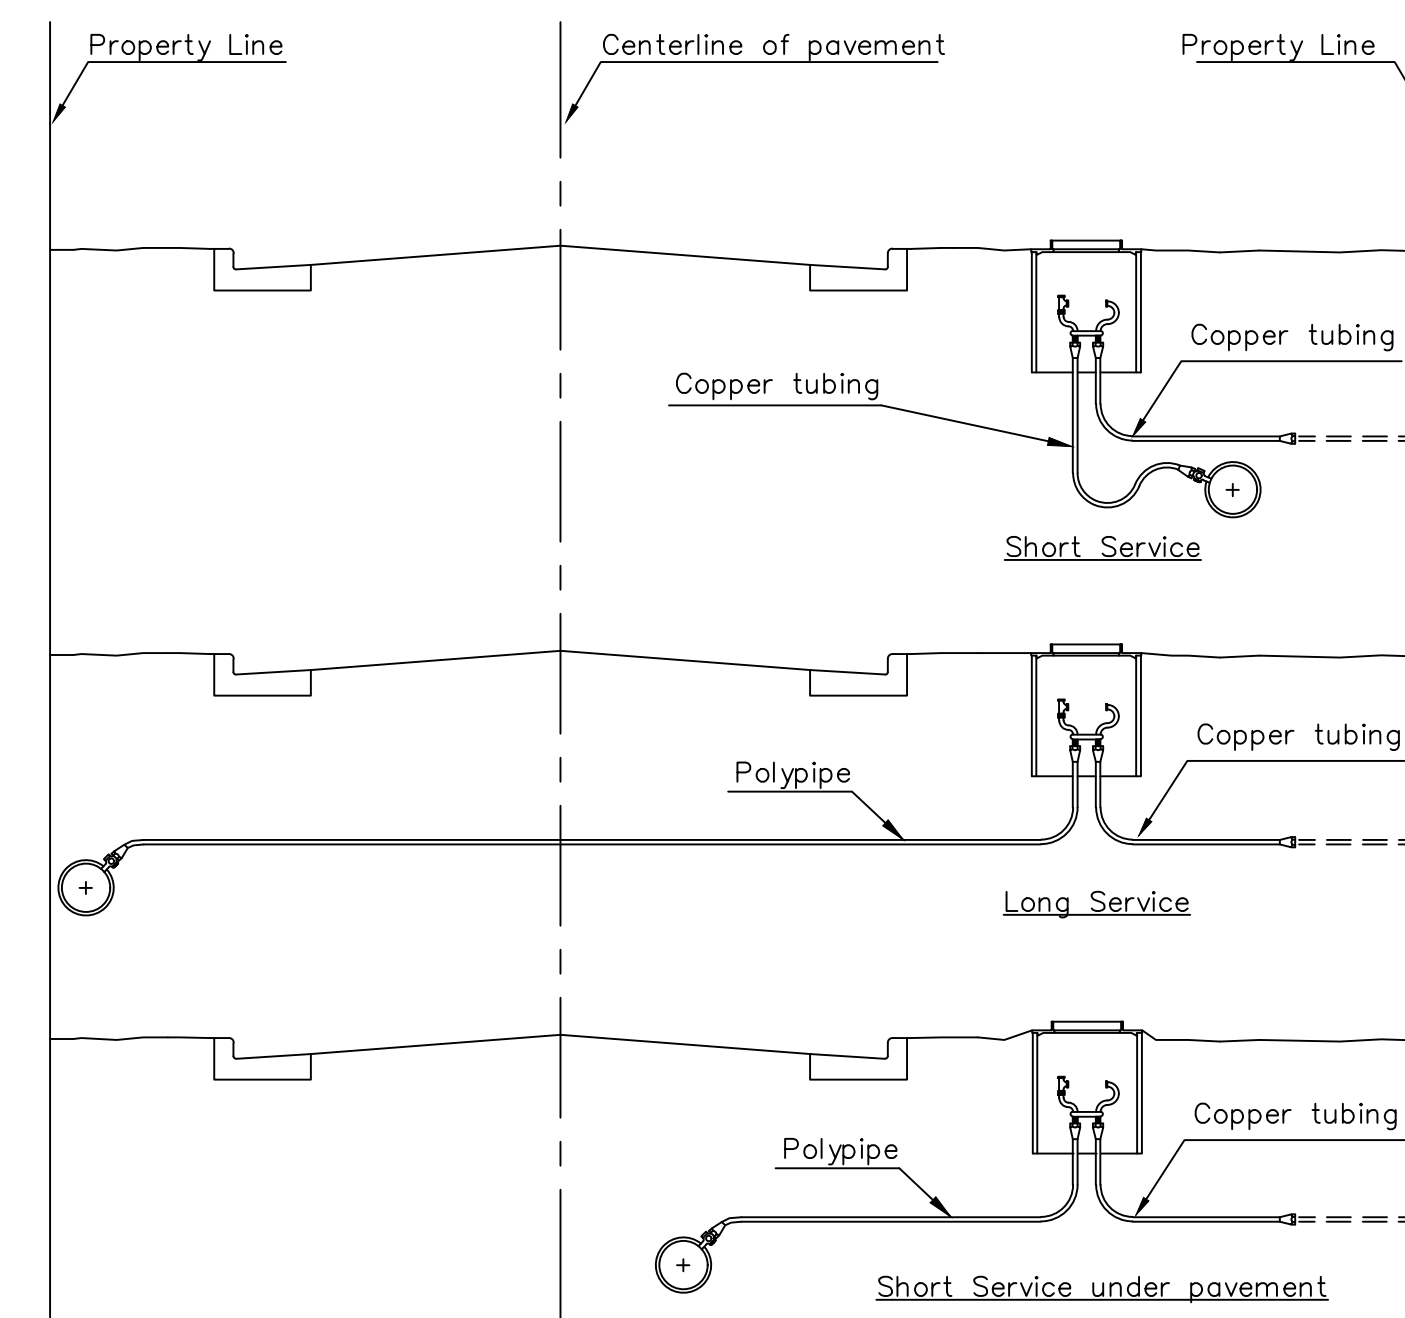 Property Line
Centerline of pavement
Property Line
Copper tubing
Copper tubing
Short Service
Copper tubing
Polypipe
Long Service
Copper tubing
Polypipe
Short Service under pavement